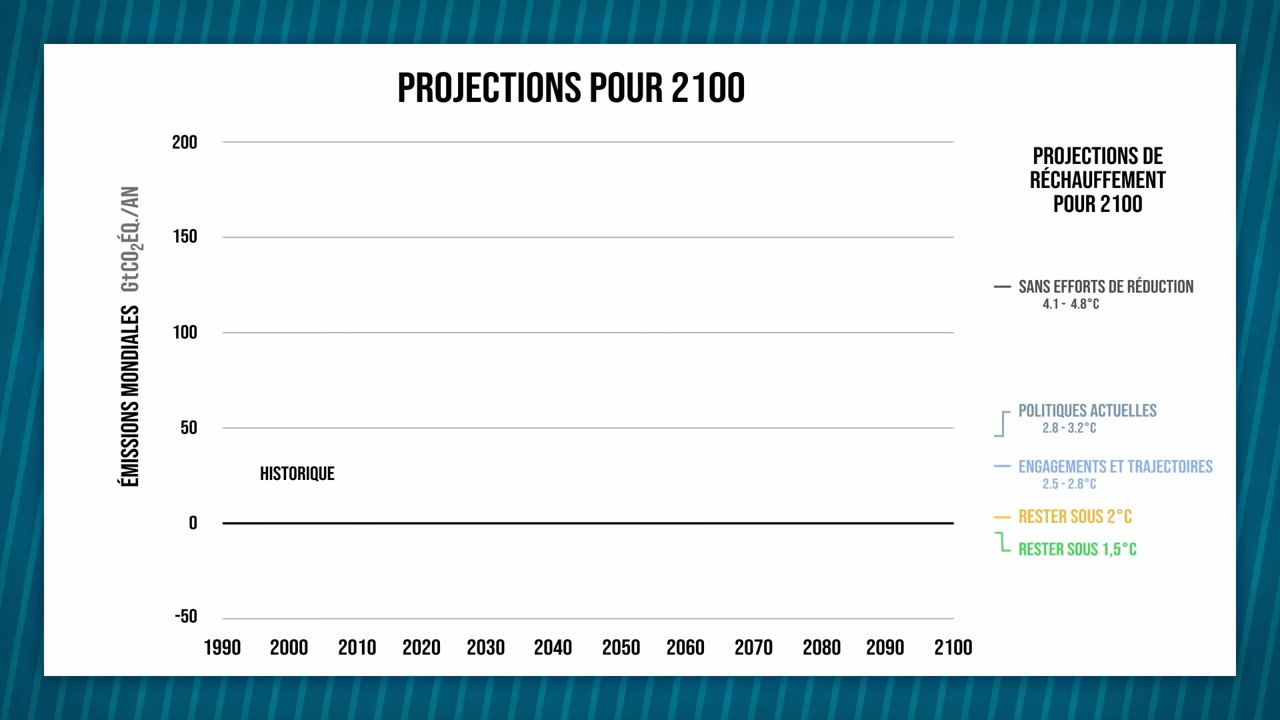 PROJECTIONS POUR 2100
ÉMISSIONS MONDIALES GtCO₂ÉQ./AN
200
150
100
50
0
-50
HISTORIQUE
1990 2000 2010 2020 2030 2040 2050 2060 2070 2080 2090 2100
PROJECTIONS DE
RÉCHAUFFEMENT
POUR 2100
SANS EFFORTS DE RÉDUCTION
4.1 - 4.8°C
POLITIQUES ACTUELLES
2.8 - 3.2°C
ENGAGEMENTS ET TRAJECTOIRES
2.5 - 2.8°C
RESTER SOUS 2°C
RESTER SOUS 1,5°C